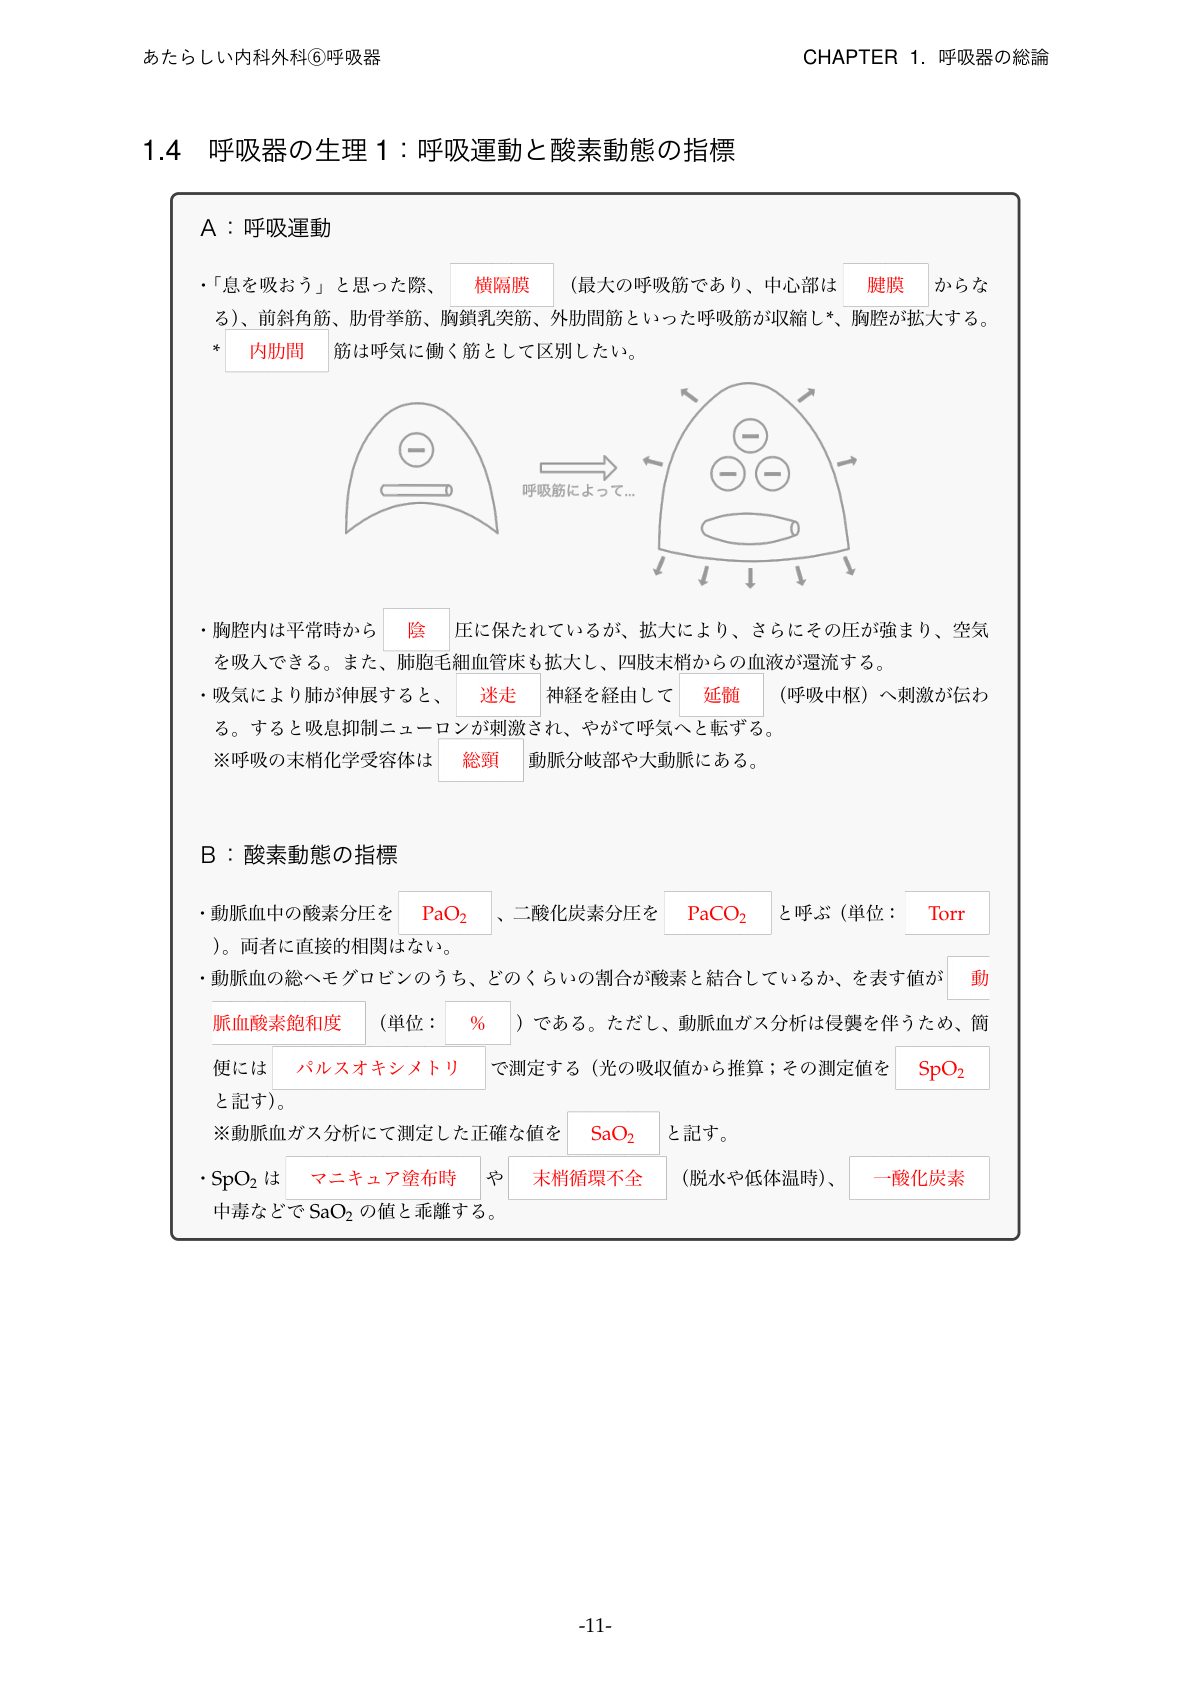 あたらしい内科外科⑥呼吸器
CHAPTER 1. 呼吸器の総論
1.4 呼吸器の生理 1：呼吸運動と酸素動態の指標
A：呼吸運動
・「息を吸おう」と思った際、 横隔膜 （最大の呼吸筋であり、中心部は 腱膜 からな
る）、前斜角筋、肋骨挙筋、胸鎖乳突筋、外肋間筋といった呼吸筋が収縮し*、胸腔が拡大する。
* 内肋間 筋は呼気に働く筋として区別したい。
呼吸筋によって...
・胸腔内は平常時から 陰 圧に保たれているが、拡大により、さらにその圧が強まり、空気
を吸入できる。また、肺胞毛細血管床も拡大し、四肢末梢からの血液が還流する。
・吸気により肺が伸展すると、 迷走 神経を経由して 延髄 （呼吸中枢）へ刺激が伝わ
る。すると吸息抑制ニューロンが刺激され、やがて呼気へと転ずる。
※呼吸の末梢化学受容体は 総頸 動脈分岐部や大動脈にある。
B：酸素動態の指標
・動脈血中の酸素分圧を PaO₂ 、二酸化炭素分圧を PaCO₂ と呼ぶ（単位： Torr
）。両者に直接的相関はない。
・動脈血の総ヘモグロビンのうち、どのくらいの割合が酸素と結合しているか、を表す値が 動
脈血酸素飽和度 （単位： % ）である。ただし、動脈血ガス分析は侵襲を伴うため、簡
便には パルスオキシメトリ で測定する（光の吸収値から推算；その測定値を SpO₂
と記す）。
※動脈血ガス分析にて測定した正確な値を SaO₂ と記す。
・SpO₂ は マニキュア塗布時 や 末梢循環不全 （脱水や低体温時）、 一酸化炭素
中毒などで SaO₂ の値と乖離する。
-11-